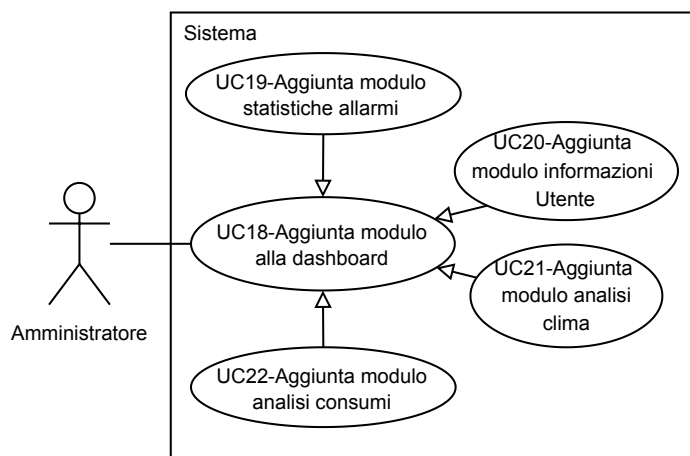 Sistema
UC19-Aggiunta modulo
statistiche allarmi
UC20-Aggiunta
modulo informazioni
Utente
UC18-Aggiunta modulo
alla dashboard
UC21-Aggiunta
modulo analisi
clima
Amministratore
UC22-Aggiunta modulo
analisi consumi